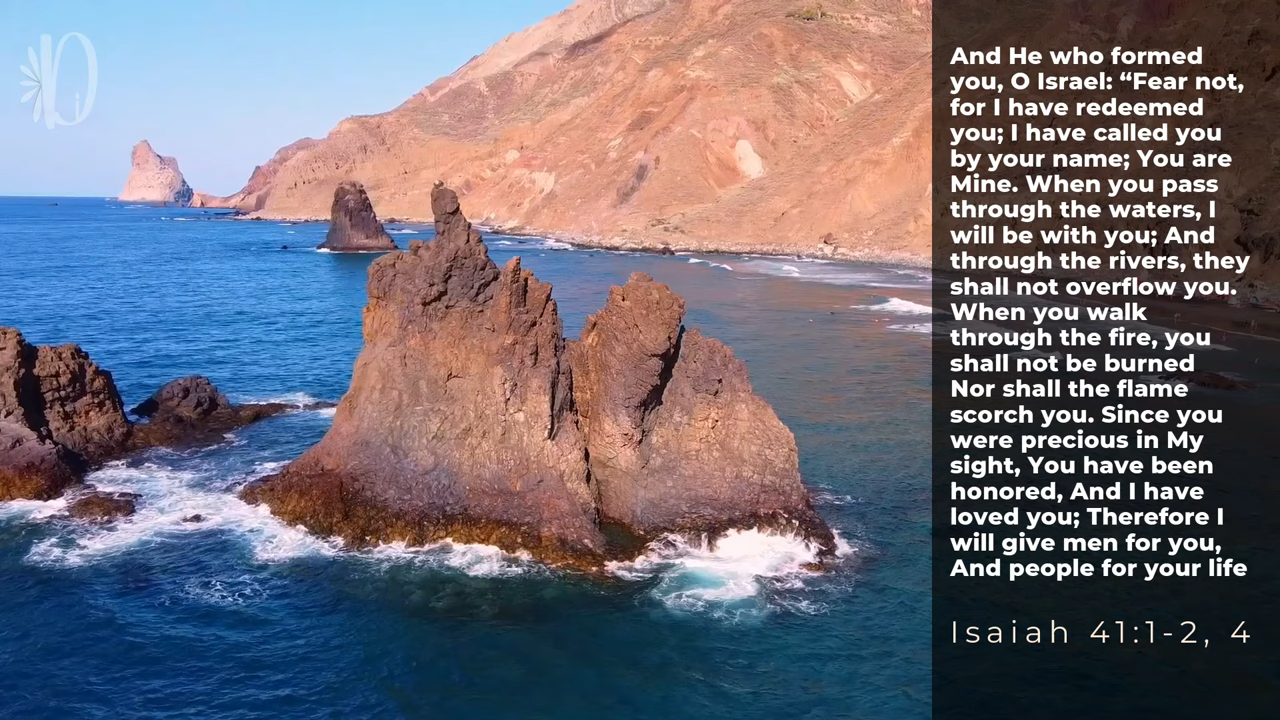 And He who formed
you, O Israel: “Fear not,
for I have redeemed
you; I have called you
by your name; You are
Mine. When you pass
through the waters, I
will be with you; And
through the rivers, they
shall not overflow you.
When you walk
through the fire, you
shall not be burned
Nor shall the flame
scorch you. Since you
were precious in My
sight, You have been
honored, And I have
loved you; Therefore I
will give men for you,
And people for your life
Isaiah 41:1-2, 4